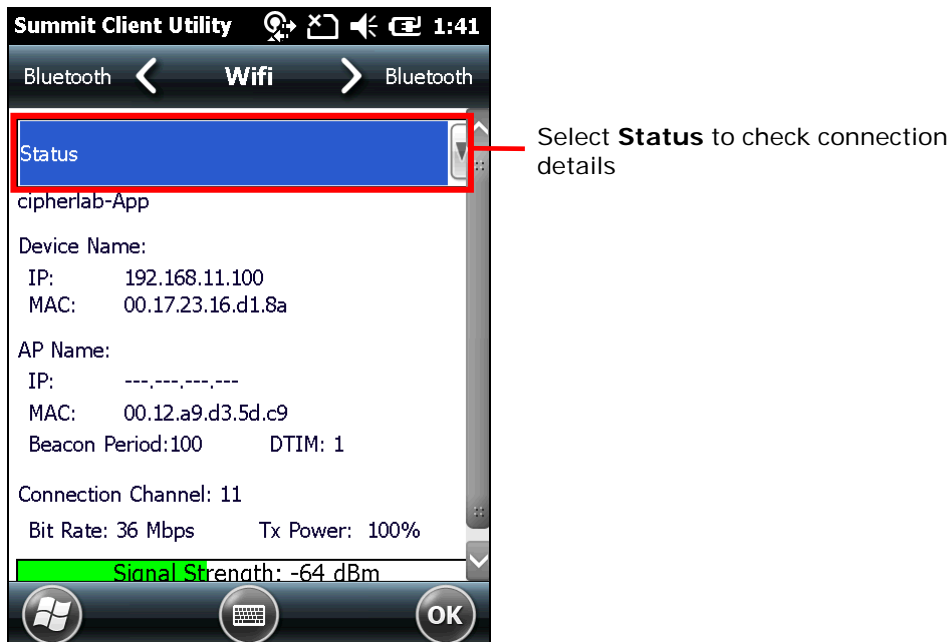 Summit Client Utility 1:41
Bluetooth Wifi Bluetooth
Status
Select Status to check connection
details
cipherlab-App
Device Name:
IP: 192.168.11.100
MAC: 00.17.23.16.d1.8a
AP Name:
IP: ---.---.---.---
MAC: 00.12.a9.d3.5d.c9
Beacon Period:100 DTIM: 1
Connection Channel: 11
Bit Rate: 36 Mbps Tx Power: 100%
Signal Strength: -64 dBm
OK